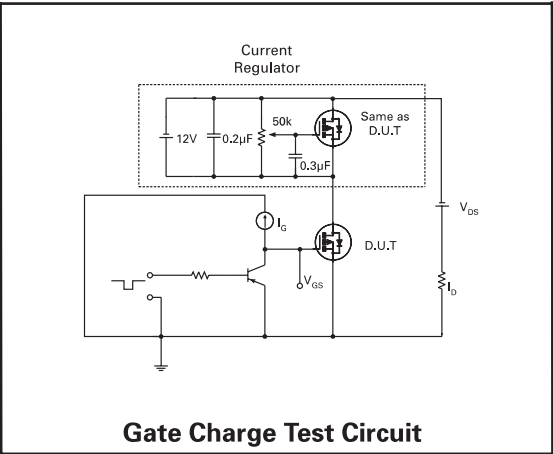 Current
Regulator
12V
0.2µF
50k
0.3µF
Same as
D.U.T
I_G
V_GS
D.U.T
V_DS
I_D
Gate Charge Test Circuit